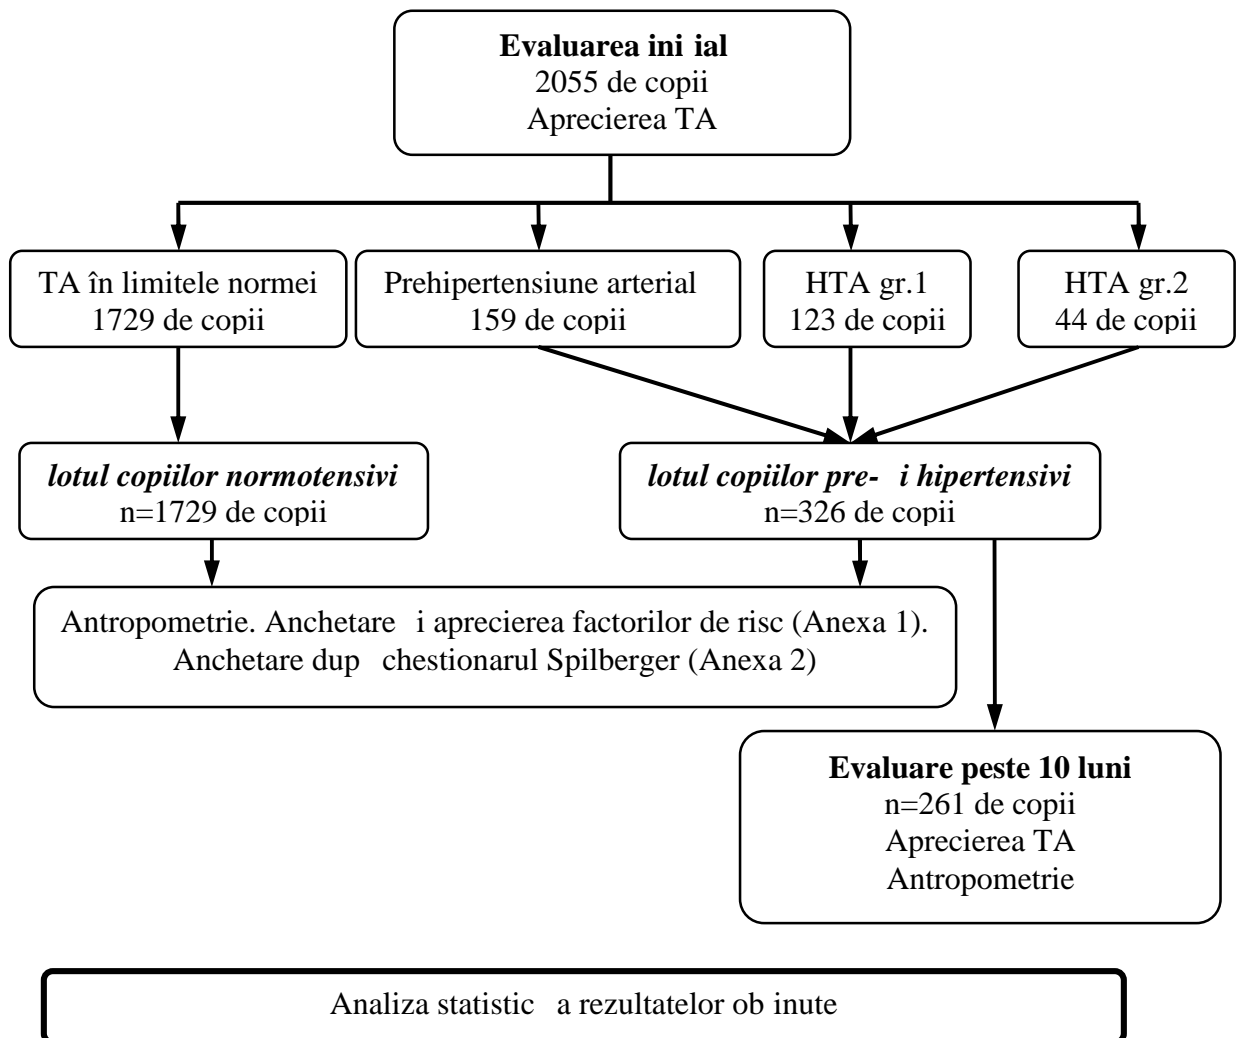 Evaluarea ini ial
2055 de copii
Aprecierea TA
TA în limitele normei
1729 de copii
Prehipertensiune arterial
159 de copii
HTA gr.1
123 de copii
HTA gr.2
44 de copii
lotul copiilor normotensivi
n=1729 de copii
lotul copiilor pre- i hipertensivi
n=326 de copii
Antropometrie. Anchetare i aprecierea factorilor de risc (Anexa 1).
Anchetare dup chestionarul Spilberger (Anexa 2)
Evaluare peste 10 luni
n=261 de copii
Aprecierea TA
Antropometrie
Analiza statistic a rezultatelor ob inute